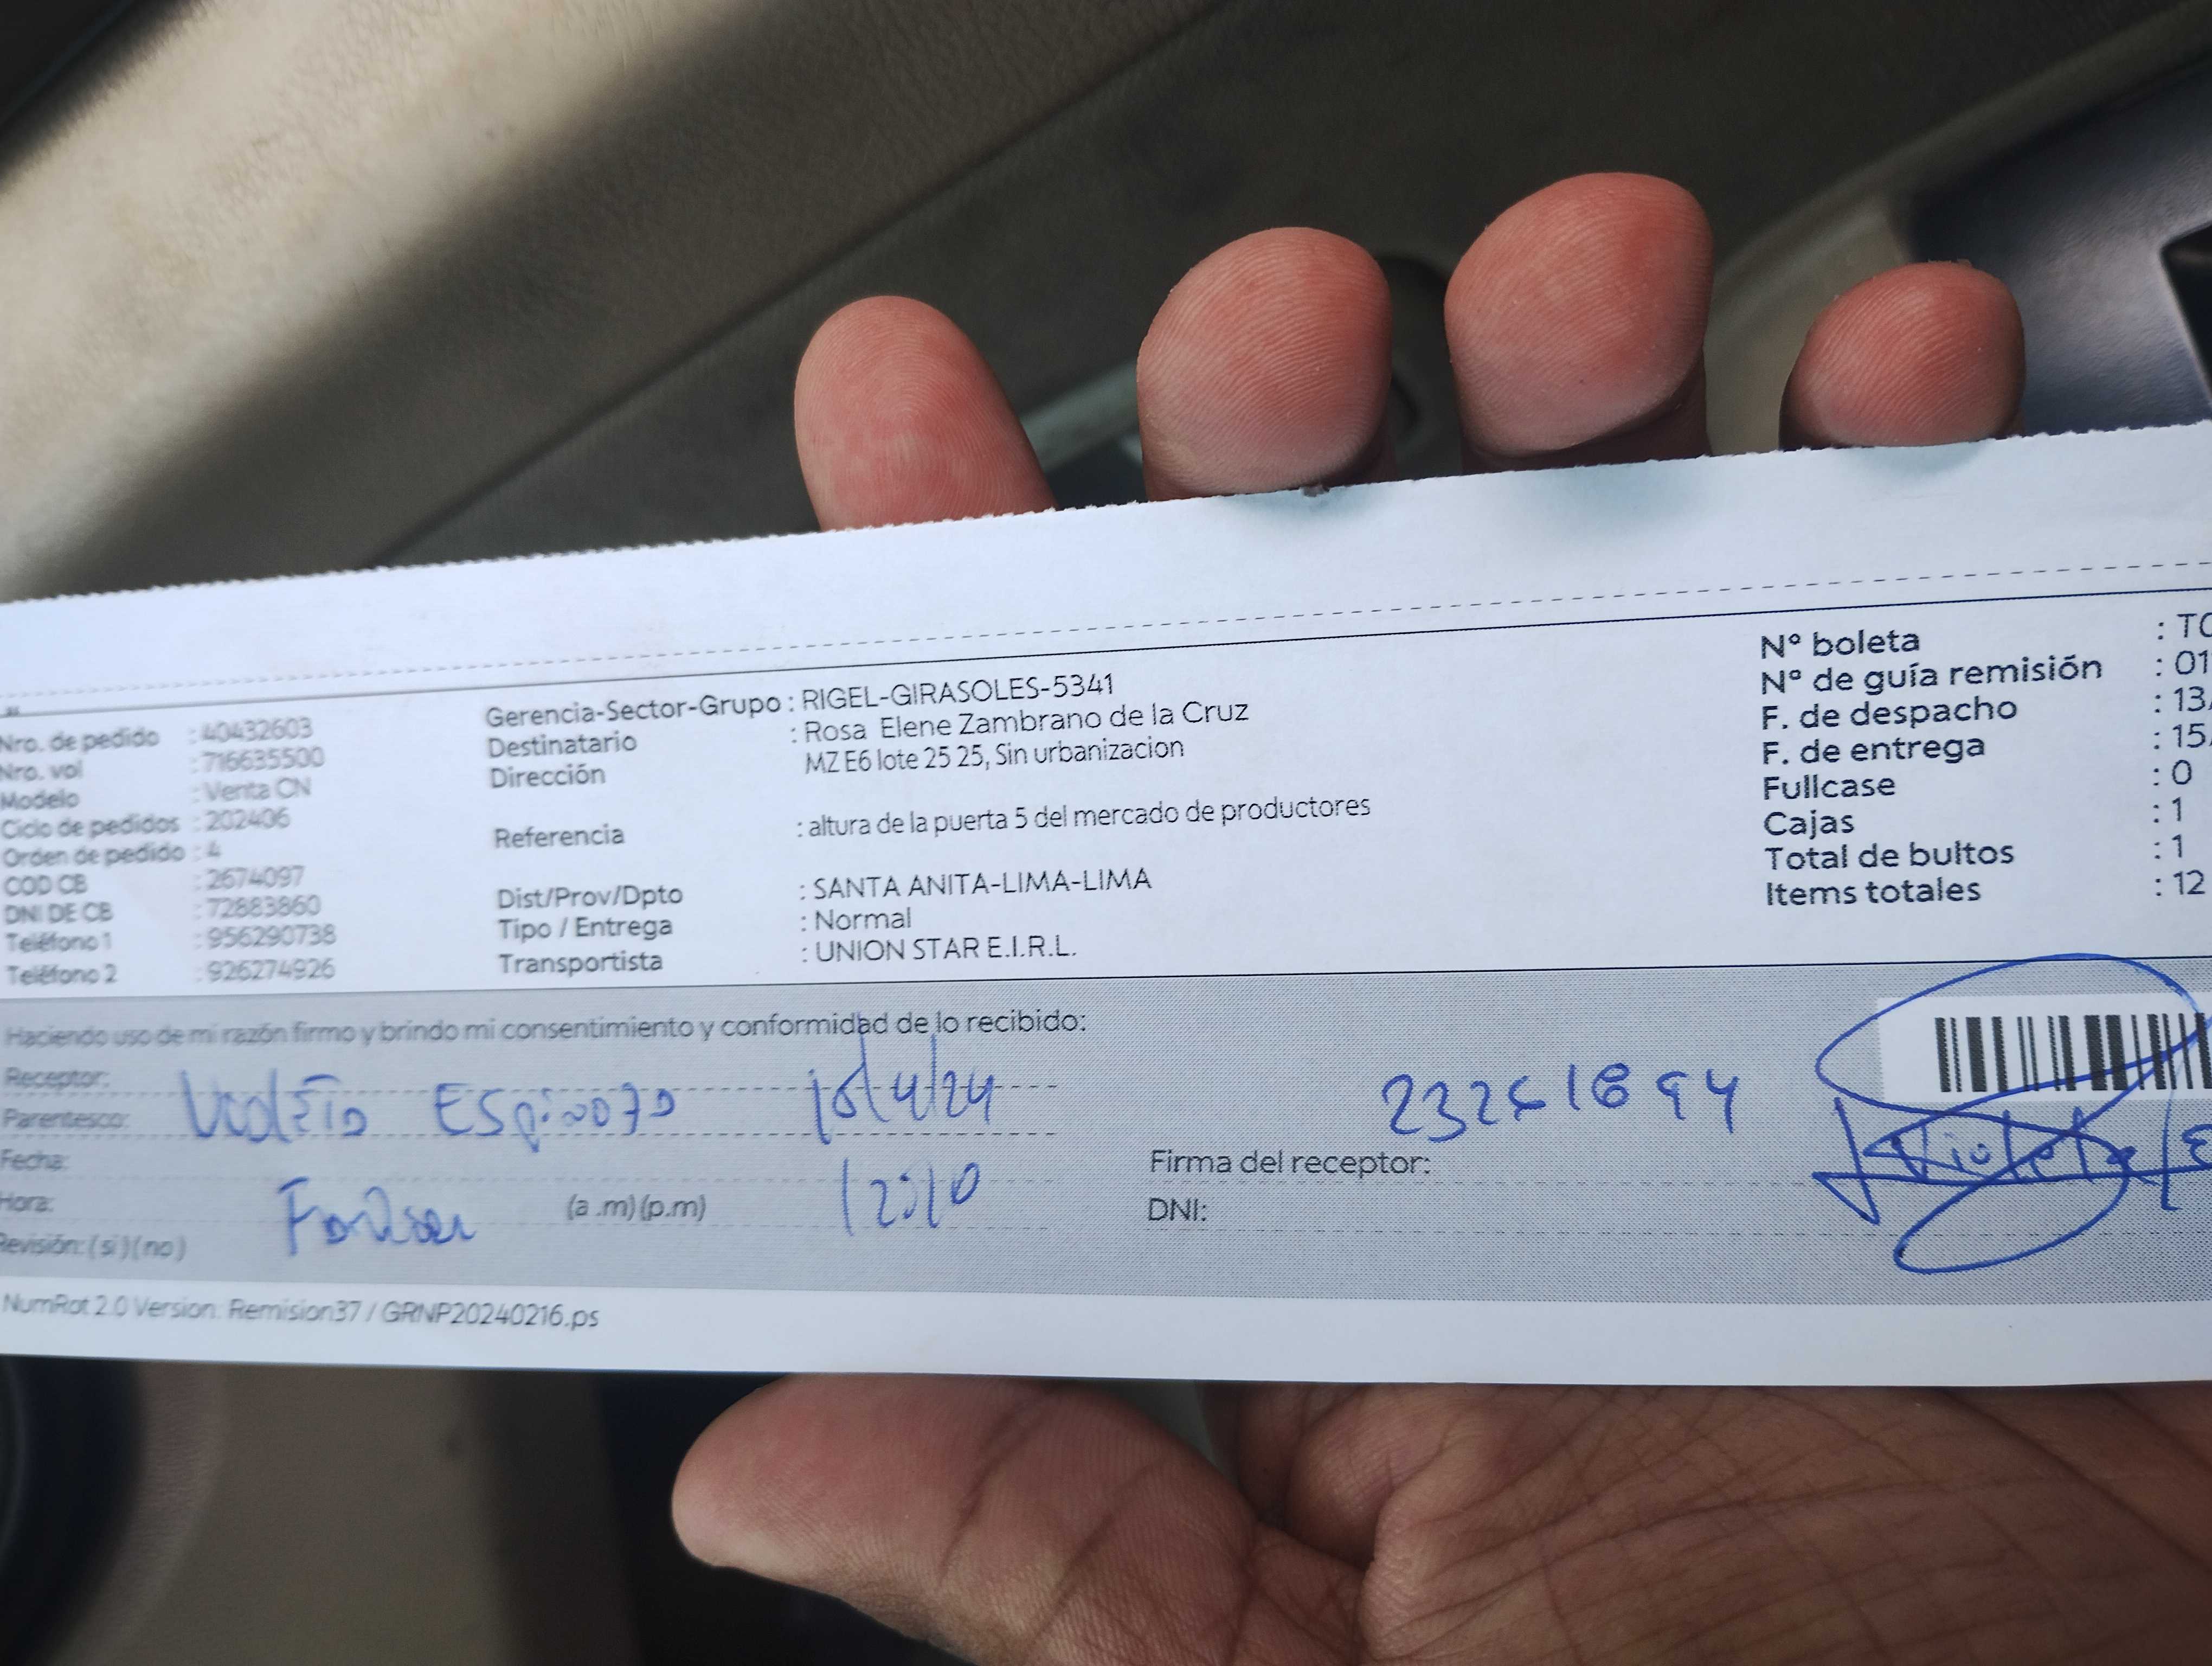 Nro. de pedido : 40432603
Nro. vol : 716635500
Modelo : Venta CN
Ciclo de pedidos : 202406
Orden de pedido : 4
COD CB : 2674097
DNI DE CB : 72883860
Teléfono 1 : 956290738
Teléfono 2 : 926274926
Gerencia-Sector-Grupo : RIGEL-GIRASOLES-5341
Destinatario : Rosa Elene Zambrano de la Cruz
Dirección MZ E6 lote 25 25, Sin urbanizacion
Referencia : altura de la puerta 5 del mercado de productores
Dist/Prov/Dpto : SANTA ANITA-LIMA-LIMA
Tipo / Entrega : Normal
Transportista : UNION STAR E.I.R.L.
Nº boleta : TC
Nº de guía remisión : 01
F. de despacho : 13
F. de entrega : 15
Fullcase : 0
Cajas : 1
Total de bultos : 1
Items totales : 12
Haciendo uso de mi razón firmo y brindo mi consentimiento y conformidad de lo recibido:
Receptor:
Parentesco: Espinoza
Fecha:
Hora: (a .m) (p.m) 12:10
Revisión: (si) (no)
Firma del receptor:
DNI:
NumRot 2.0 Version: Remision37 / GRNP20240216.ps